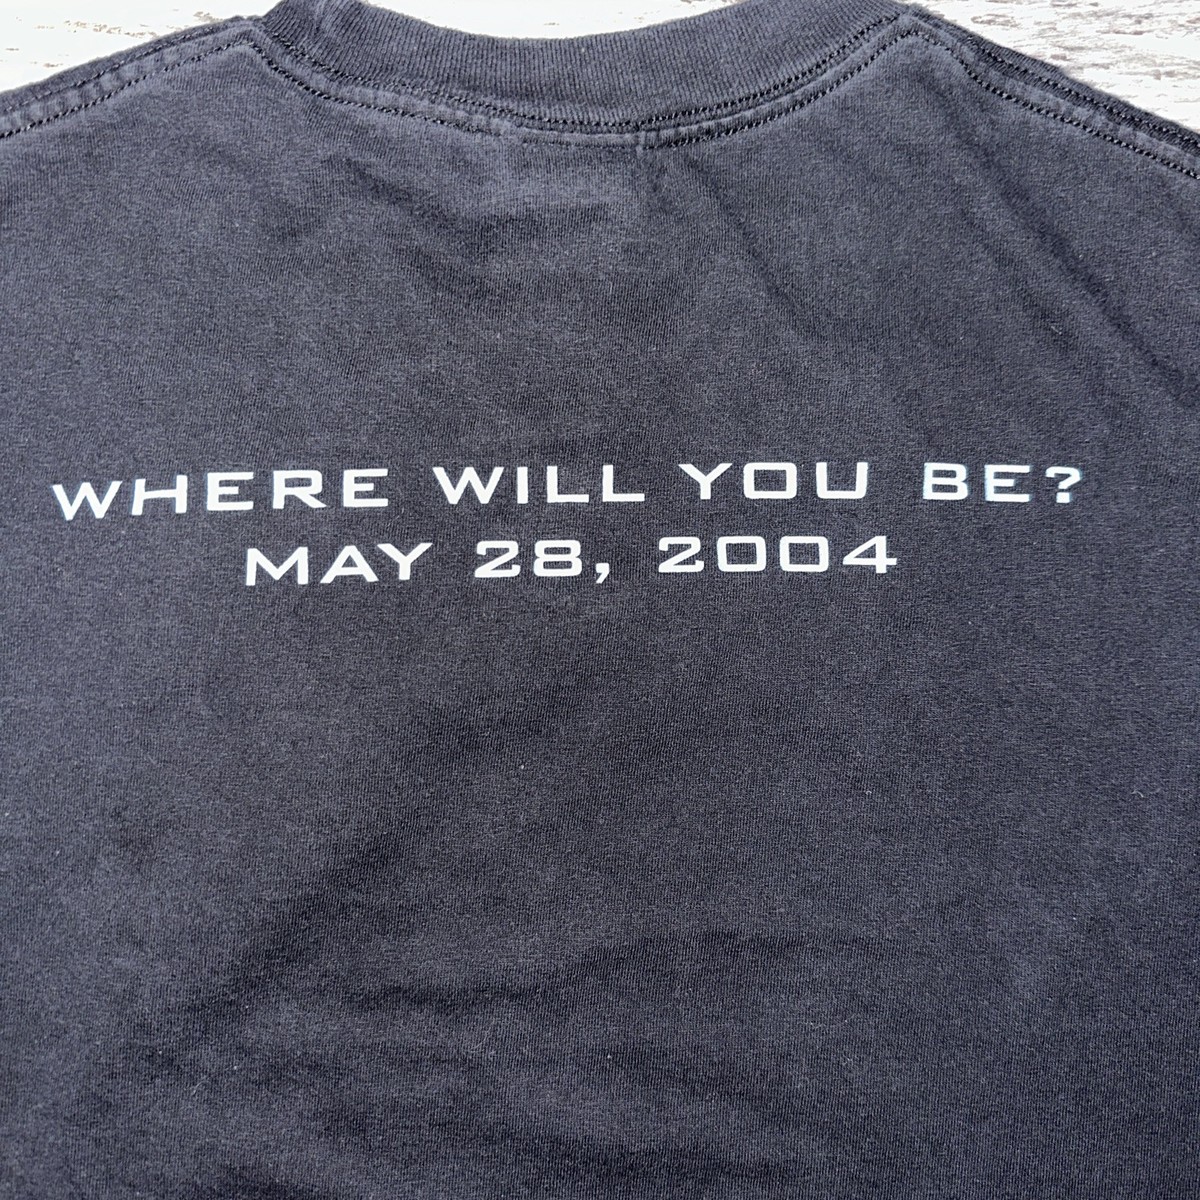 WHERE WILL YOU BE?
MAY 28, 2004